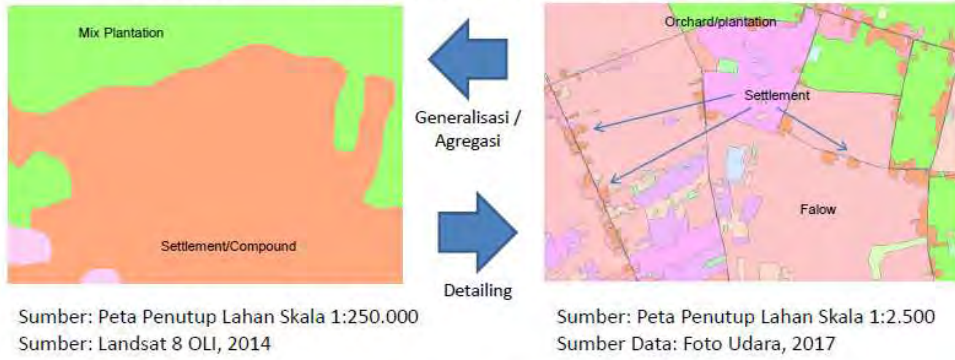 Mix Plantation
Settlement/Compound
Generalisasi /
Agregasi
Detailing
Orchard/plantation
Settlement
Falow
Sumber: Peta Penutup Lahan Skala 1:250.000
Sumber: Landsat 8 OLI, 2014
Sumber: Peta Penutup Lahan Skala 1:2.500
Sumber Data: Foto Udara, 2017